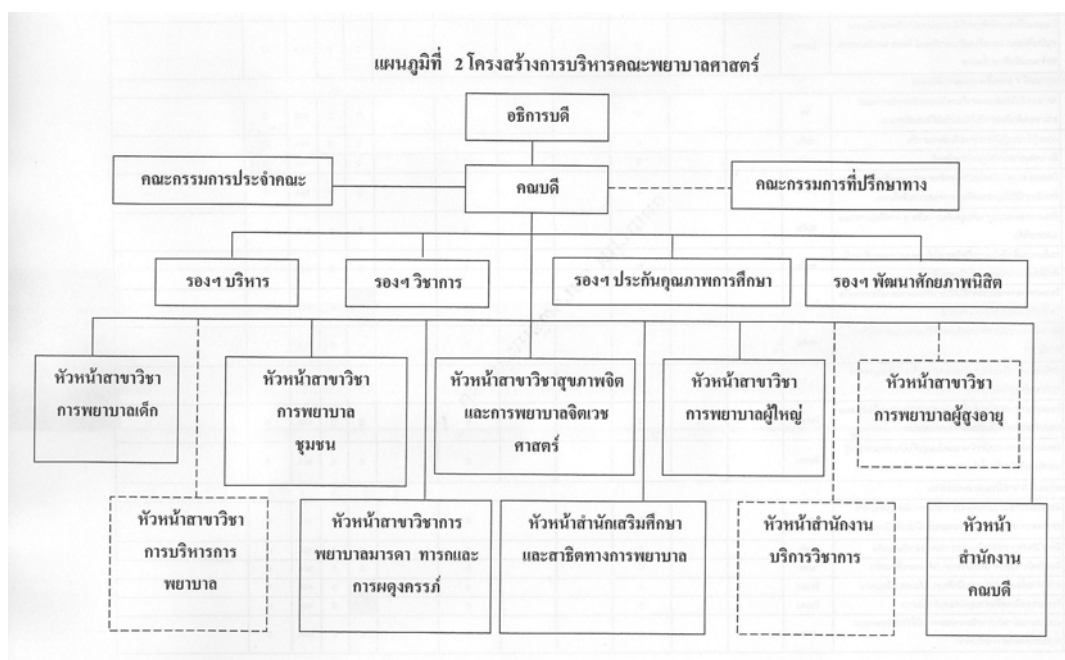 แผนภูมิที่ 2 โครงสร้างการบริหารคณะพยาบาลศาสตร์
อธิการบดี
คณะกรรมการประจำคณะ
คณบดี
คณะกรรมการที่ปรึกษาทาง
รองฯ บริหาร
รองฯ วิชาการ
รองฯ ประกันคุณภาพการศึกษา
รองฯ พัฒนาศักยภาพนิสิต
หัวหน้าสาขาวิชา
การพยาบาลเด็ก
หัวหน้าสาขาวิชา
การพยาบาล
ชุมชน
หัวหน้าสาขาวิชาสุขภาพจิต
และการพยาบาลจิตเวช
ศาสตร์
หัวหน้าสาขาวิชา
การพยาบาลผู้ใหญ่
หัวหน้าสาขาวิชา
การพยาบาลผู้สูงอายุ
หัวหน้าสาขาวิชา
การบริหารการ
พยาบาล
หัวหน้าสาขาวิชาการ
พยาบาลมารดา ทารกและ
การผดุงครรภ์
หัวหน้าสำนักเสริมศึกษา
และสาธิตทางการพยาบาล
หัวหน้าสำนักงาน
บริการวิชาการ
หัวหน้า
สำนักงาน
คณบดี